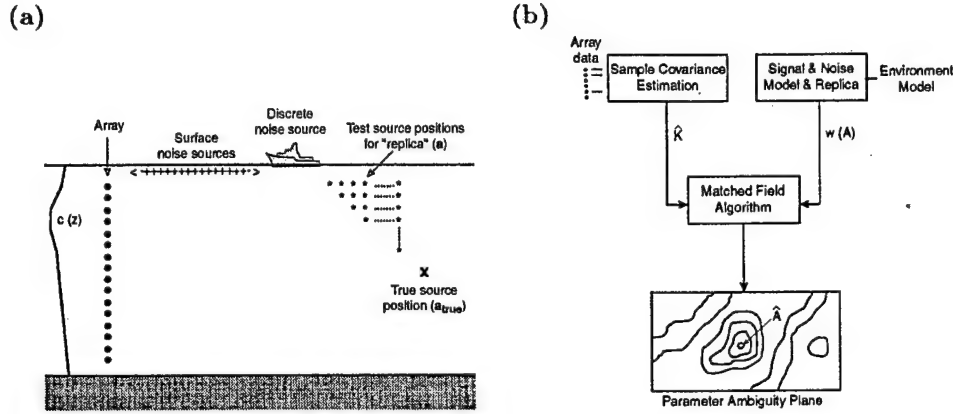 (a)
Array
Surface
noise sources
Discrete
noise source
Test source positions
for "replica" (a)
c (z)
x
True source
position (a_true)
(b)
Array
data
Sample Covariance
Estimation
Signal & Noise
Model & Replica
Environment
Model
K̂
w (A)
Matched Field
Algorithm
Â
Parameter Ambiguity Plane